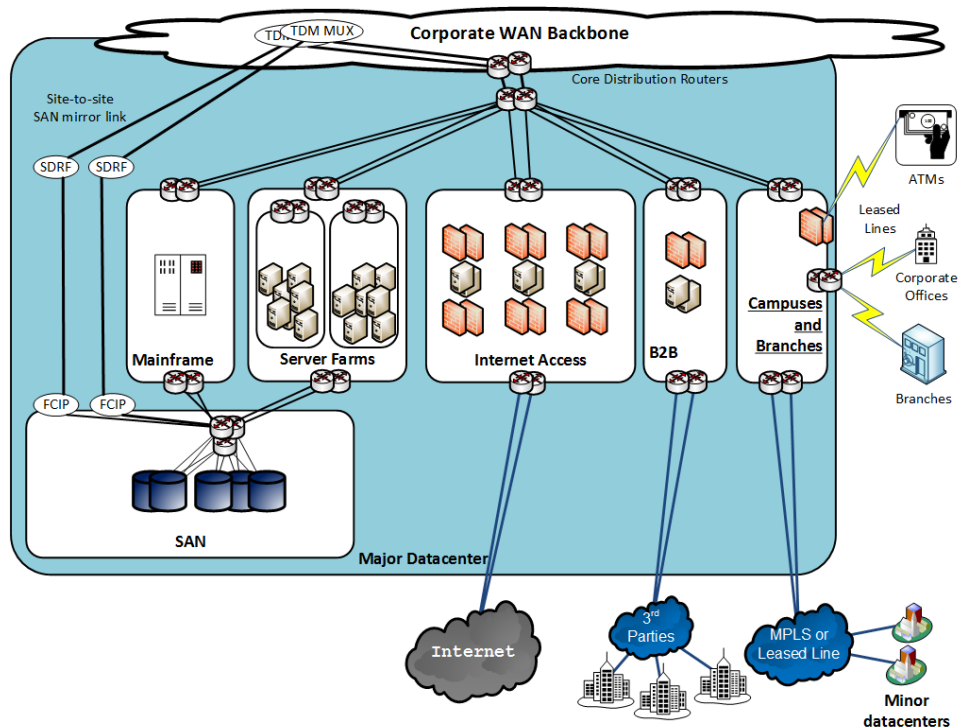 TDM MUX
Corporate WAN Backbone
Core Distribution Routers
Site-to-site
SAN mirror link
SDRF
SDRF
ATMs
Leased
Lines
Corporate
Offices
Branches
Mainframe
Server Farms
Internet Access
B2B
Campuses
and
Branches
FCIP
FCIP
SAN
Major Datacenter
Internet
3rd
Parties
MPLS or
Leased Line
Minor
datacenters